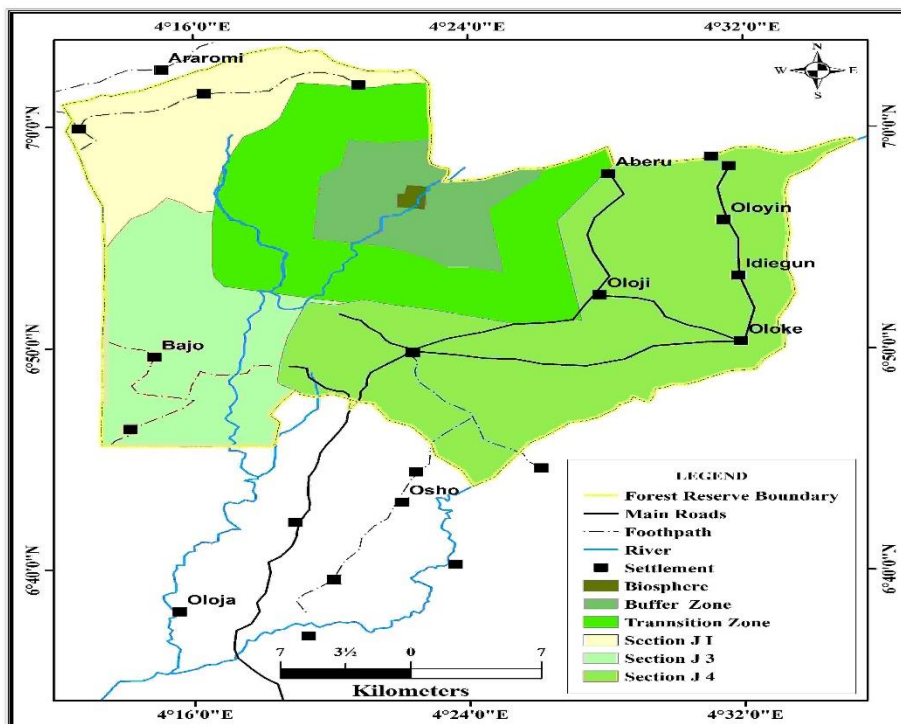 4°16'0"E
4°24'0"E
4°32'0"E
N
W E
S
Araromi
7°0'0"N
7°0'0"N
Aberu
Oloyin
Idiegun
Oloji
Oloke
Bajo
6°50'0"N
6°50'0"N
Osho
Oloja
6°40'0"N
6°40'0"N
LEGEND
Forest Reserve Boundary
Main Roads
Foothpath
River
Settlement
Biosphere
Buffer Zone
Trannsition Zone
Section J 1
Section J 3
Section J 4
7 3½ 0 7
Kilometers
4°16'0"E
4°24'0"E
4°32'0"E